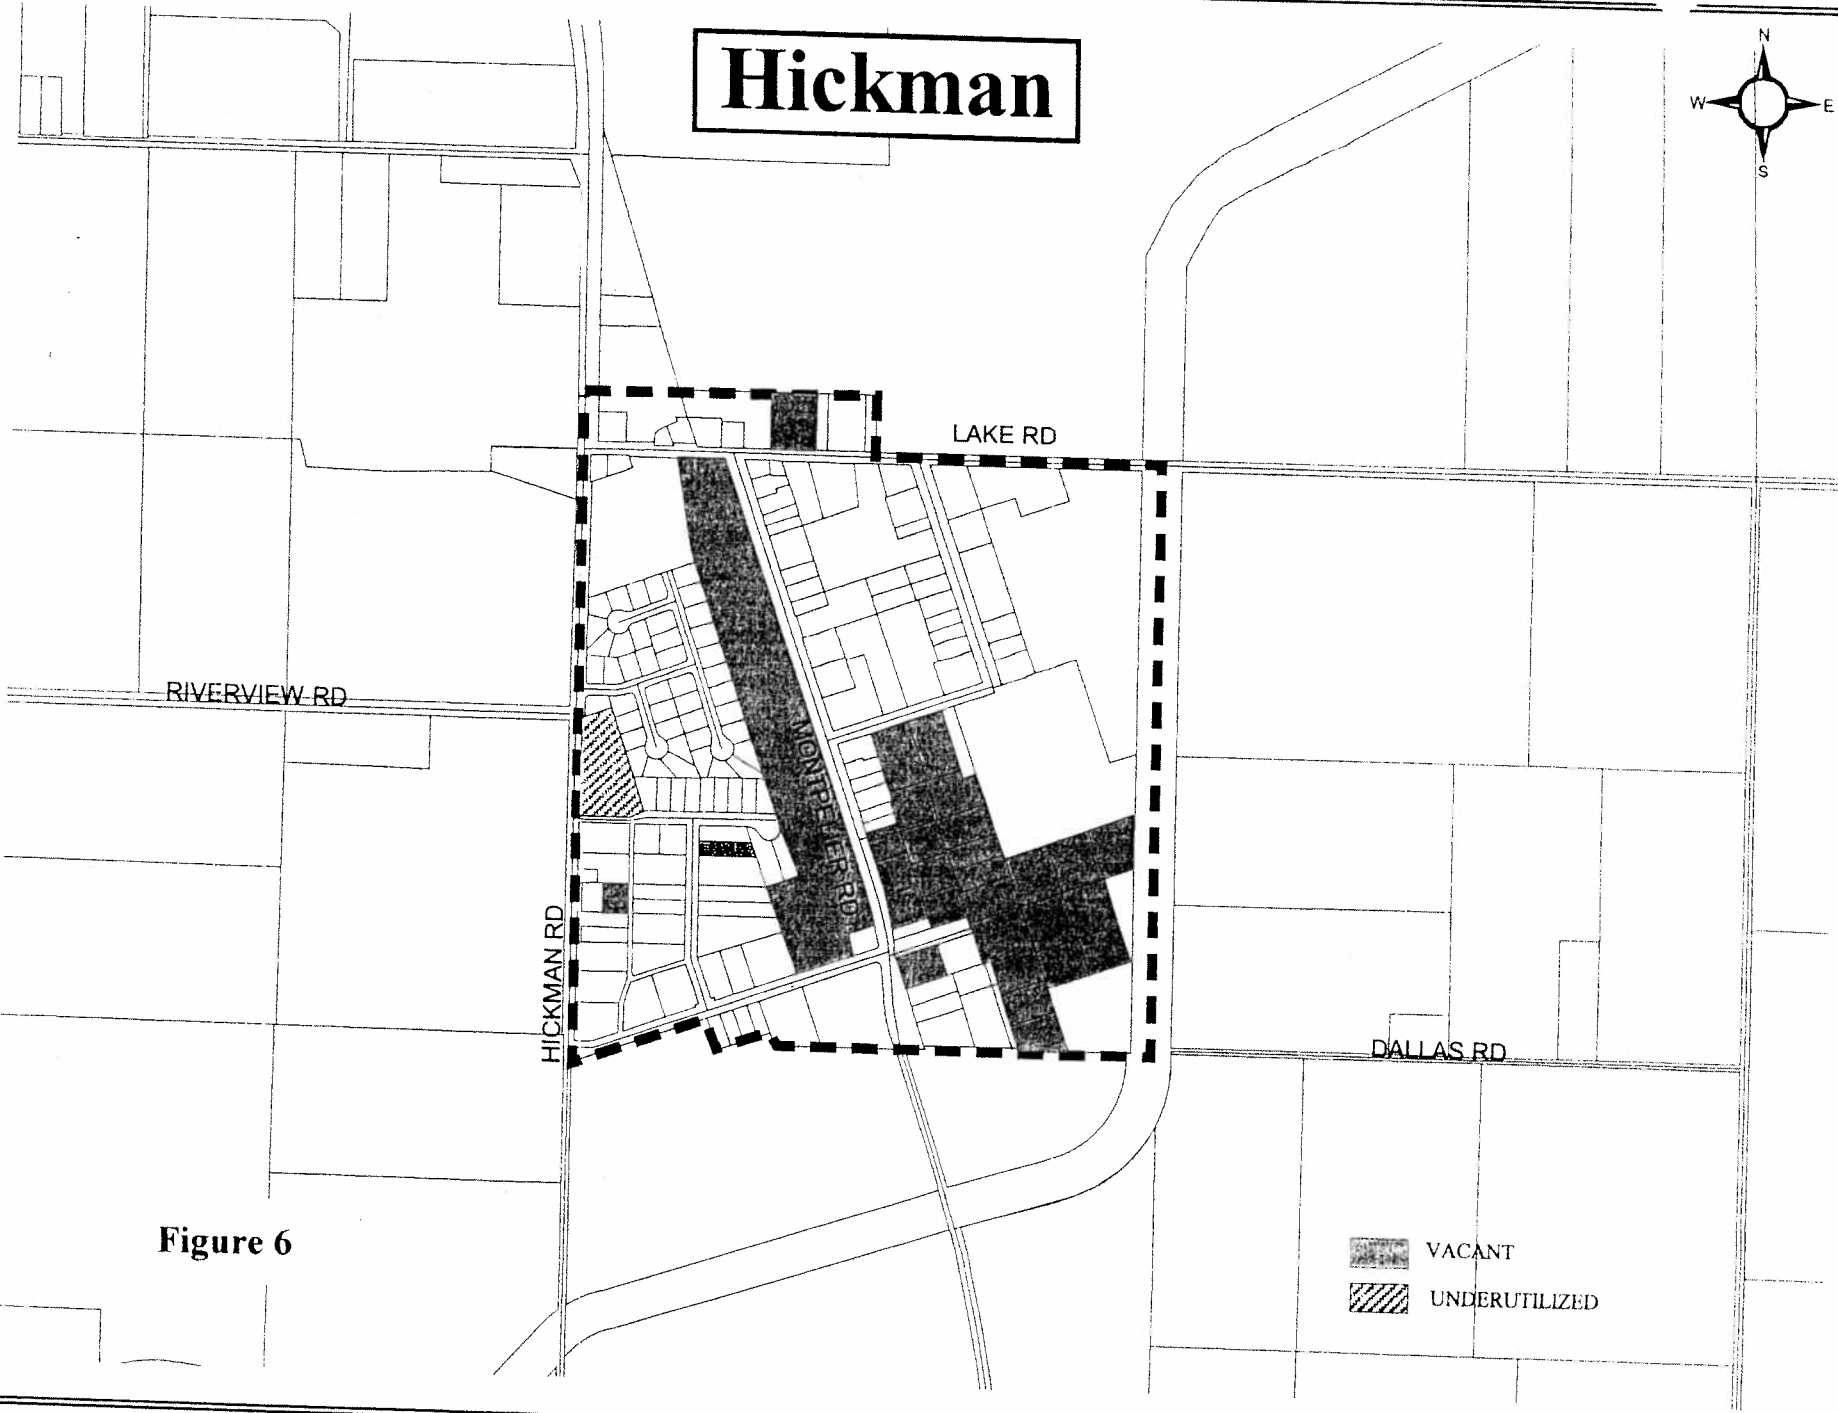 Hickman
N
W E
S
LAKE RD
RIVERVIEW RD
MONTPELIER RD
HICKMAN RD
DALLAS RD
Figure 6
VACANT
UNDERUTILIZED